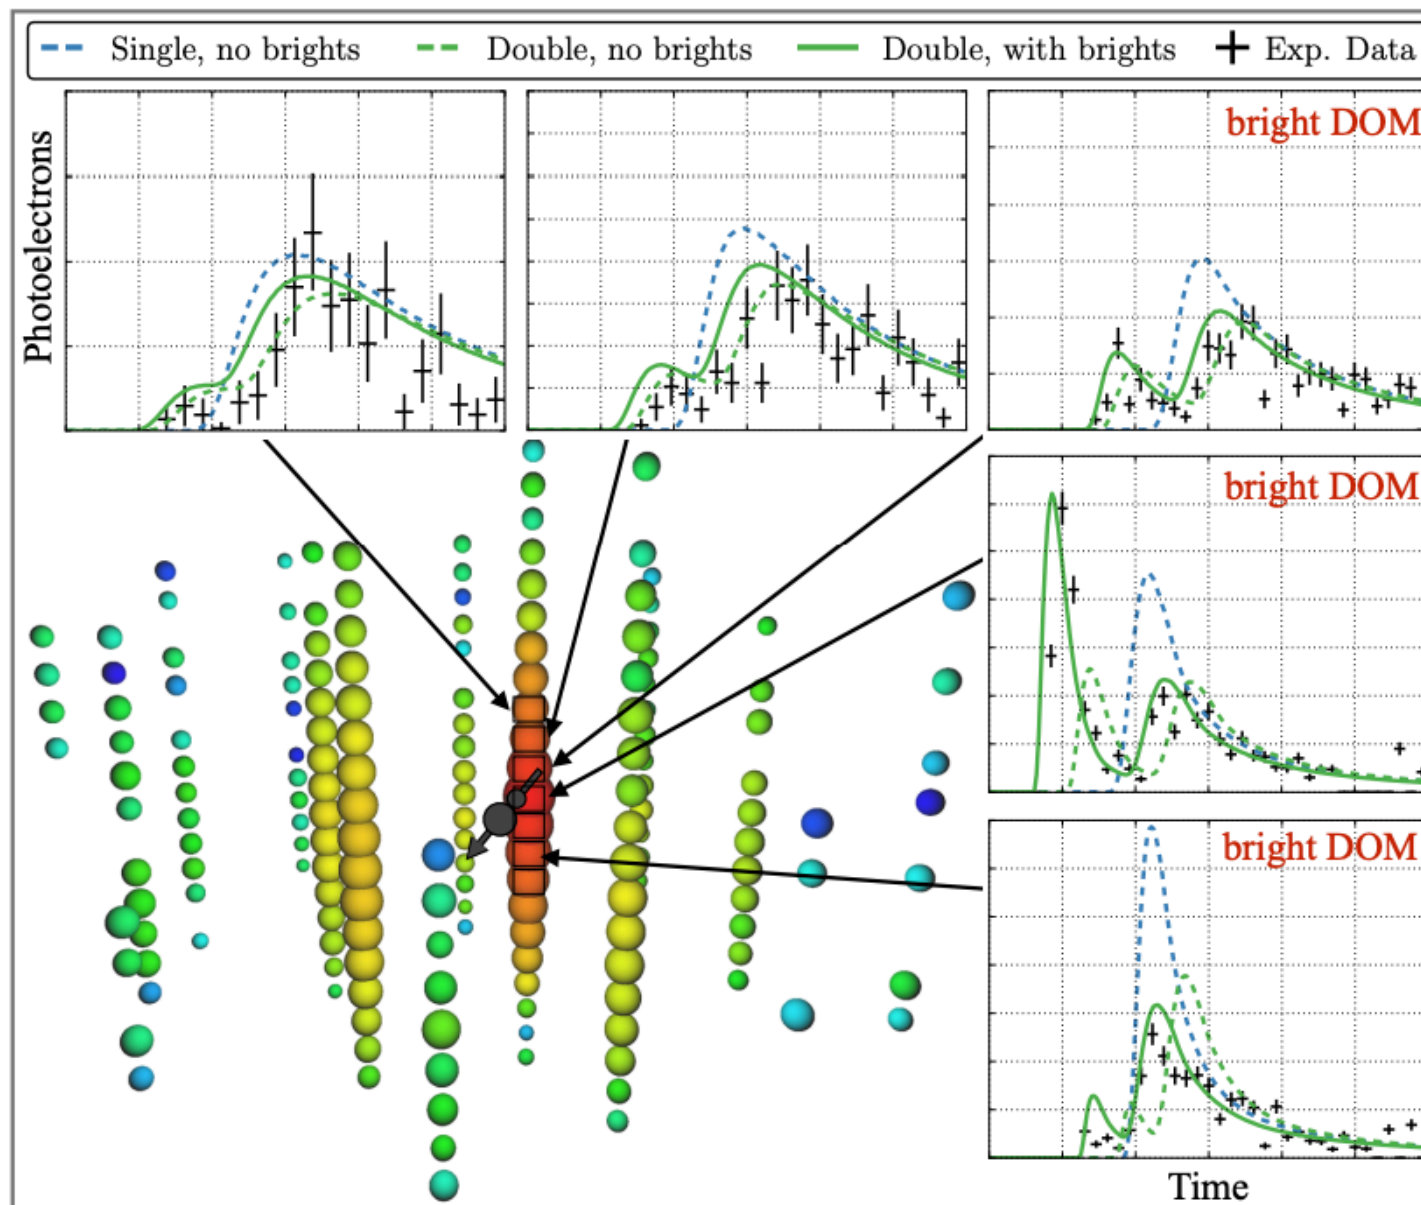 Single, no brights Double, no brights Double, with brights Exp. Data
Photoelectrons
bright DOM
bright DOM
bright DOM
Time